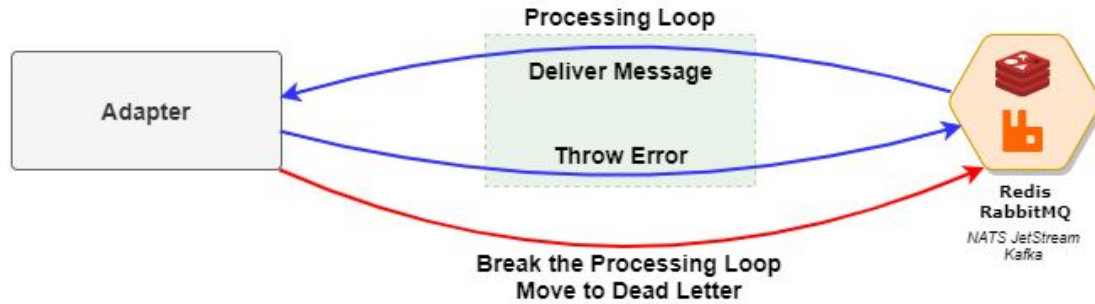 Processing Loop
Deliver Message
Adapter
Throw Error
Redis
RabbitMQ
NATS JetStream
Kafka
Break the Processing Loop
Move to Dead Letter